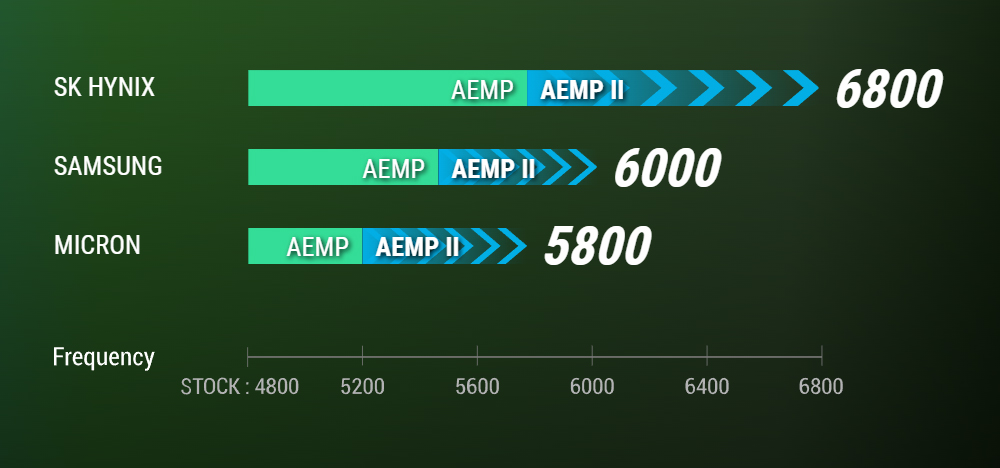 SK HYNIX AEMP AEMP II 6800
SAMSUNG AEMP AEMP II 6000
MICRON AEMP AEMP II 5800
Frequency
STOCK : 4800 5200 5600 6000 6400 6800